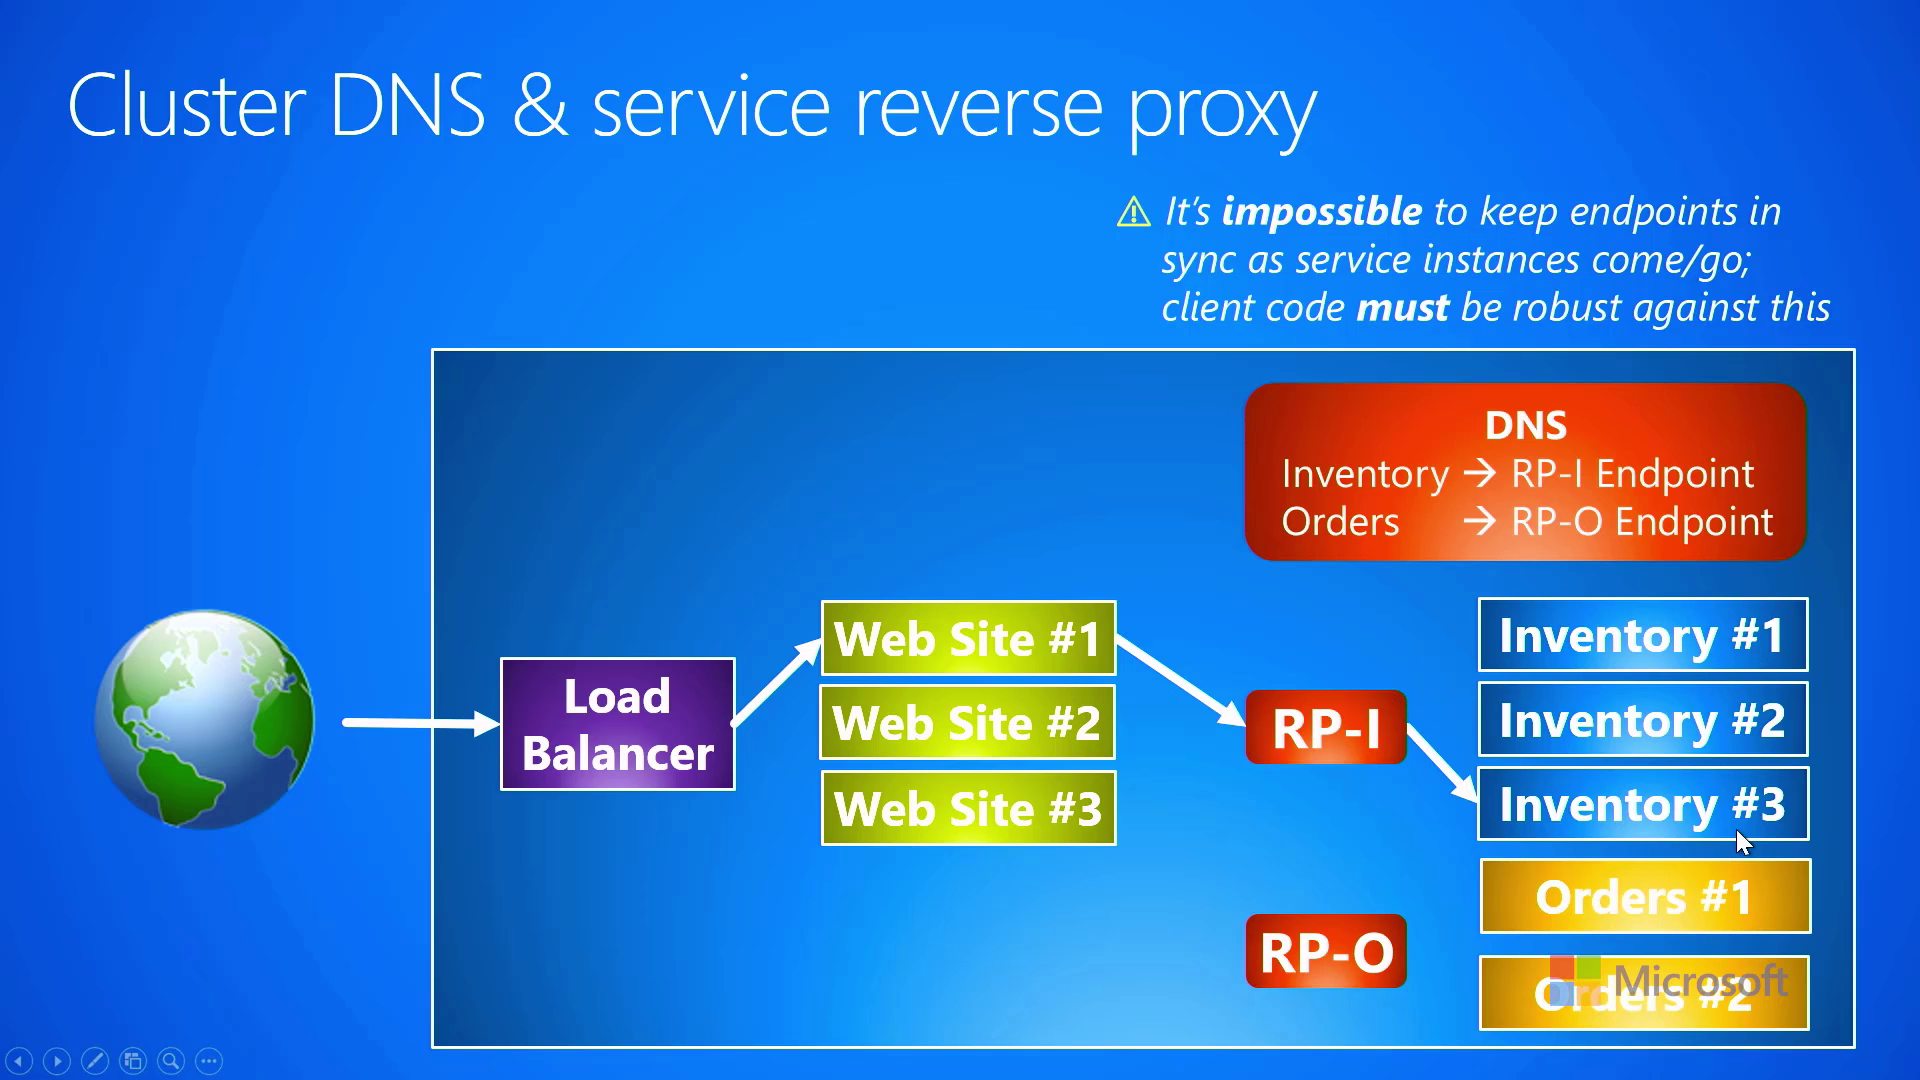 Cluster DNS & service reverse proxy
It's impossible to keep endpoints in
sync as service instances come/go;
client code must be robust against this
DNS
Inventory → RP-I Endpoint
Orders → RP-O Endpoint
Load
Balancer
Web Site #1
Web Site #2
Web Site #3
RP-I
RP-O
Inventory #1
Inventory #2
Inventory #3
Orders #1
Orders #2
Microsoft